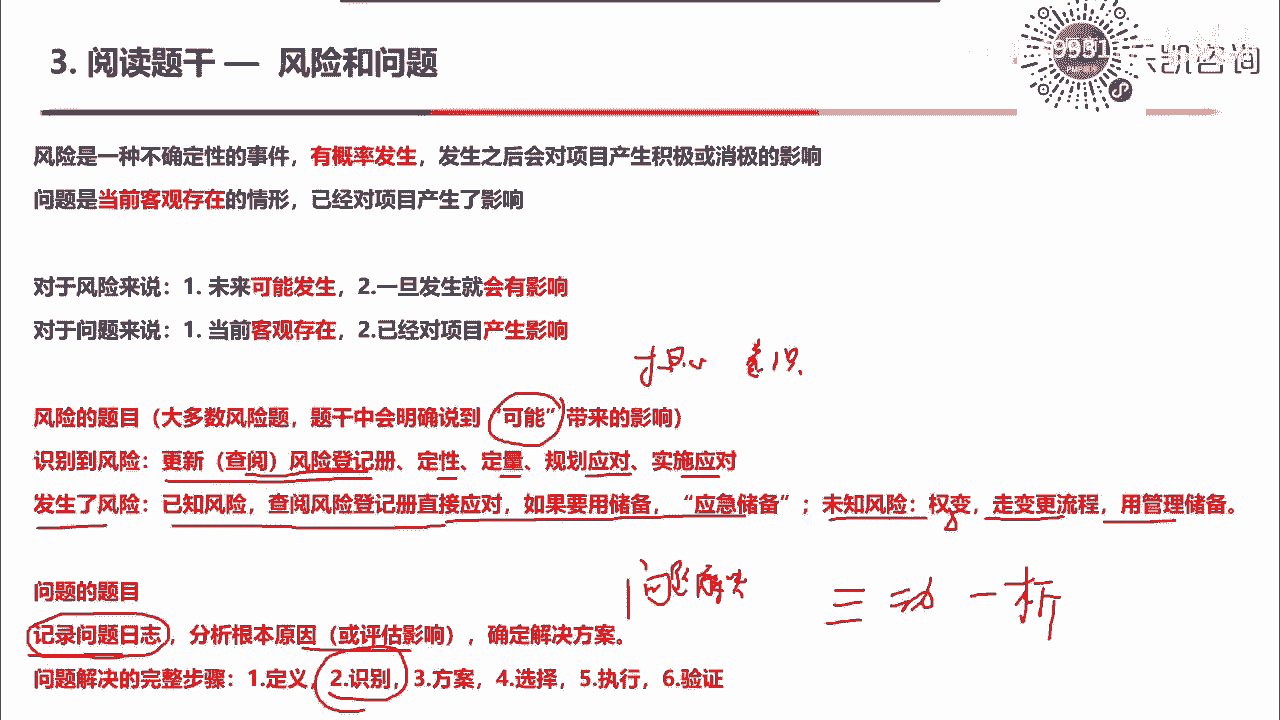 3. 阅读题干 — 风险和问题
9991
凯咨询
风险是一种不确定性的事件，有概率发生，发生之后会对项目产生积极或消极的影响
问题是当前客观存在的情形，已经对项目产生了影响
对于风险来说：1. 未来可能发生，2.一旦发生就会有影响
对于问题来说：1. 当前客观存在，2.已经对项目产生影响
担心 意识
风险的题目（大多数风险题，题干中会明确说到“可能”带来的影响）
识别到风险：更新（查阅）风险登记册、定性、定量、规划应对、实施应对
发生了风险：已知风险，查阅风险登记册直接应对，如果要用储备，“应急储备”；未知风险：权变，走变更流程，用管理储备。
问题的题目
问题解决 三动一析
记录问题日志，分析根本原因（或评估影响），确定解决方案。
问题解决的完整步骤：1.定义，2.识别，3.方案，4.选择，5.执行，6.验证